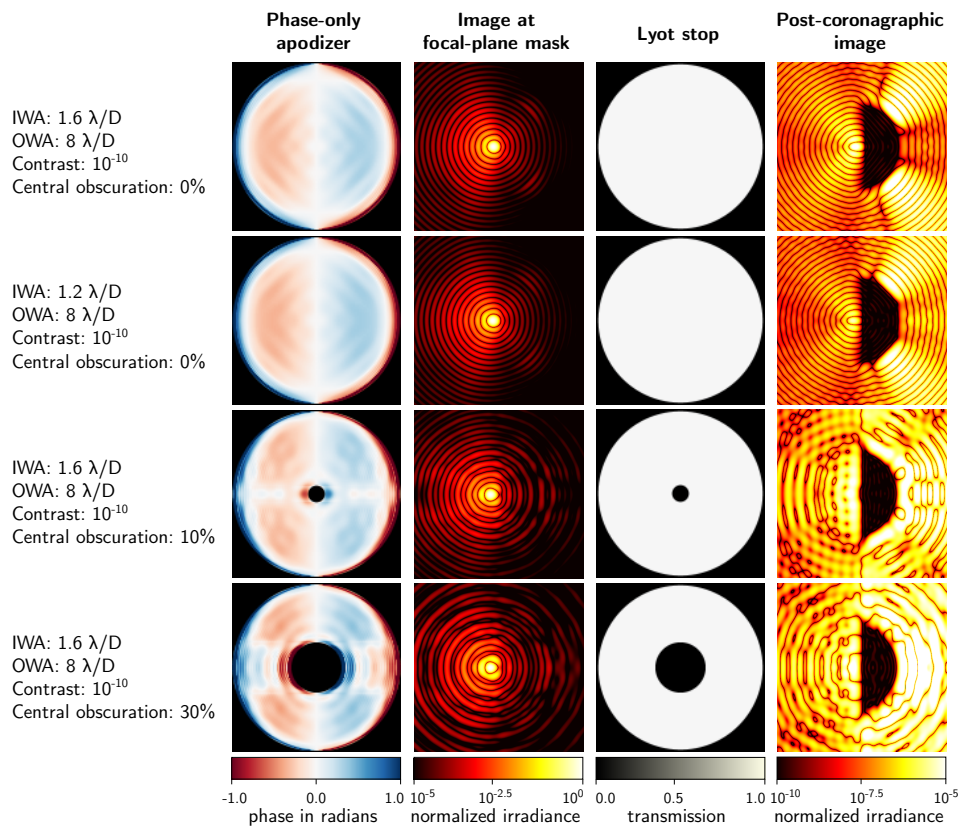 Phase-only
apodizer
Image at
focal-plane mask
Lyot stop
Post-coronagraphic
image
IWA: 1.6 λ/D
OWA: 8 λ/D
Contrast: 10⁻¹⁰
Central obscuration: 0%
IWA: 1.2 λ/D
OWA: 8 λ/D
Contrast: 10⁻¹⁰
Central obscuration: 0%
IWA: 1.6 λ/D
OWA: 8 λ/D
Contrast: 10⁻¹⁰
Central obscuration: 10%
IWA: 1.6 λ/D
OWA: 8 λ/D
Contrast: 10⁻¹⁰
Central obscuration: 30%
-1.0 0.0 1.0
phase in radians
10⁻⁵ 10⁻²·⁵ 10⁰
normalized irradiance
0.0 0.5 1.0
transmission
10⁻¹⁰ 10⁻⁷·⁵ 10⁻⁵
normalized irradiance